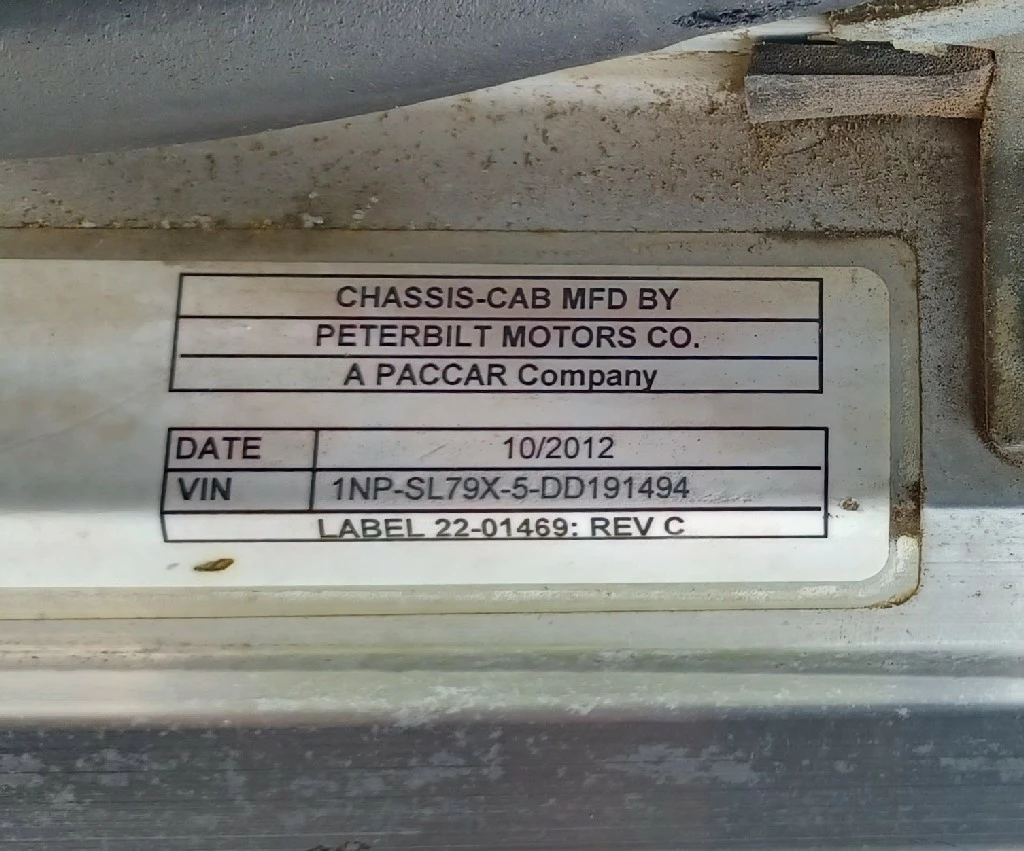 CHASSIS-CAB MFD BY
PETERBILT MOTORS CO.
A PACCAR Company
DATE 10/2012
VIN 1NP-SL79X-5-DD191494
LABEL 22-01469: REV C